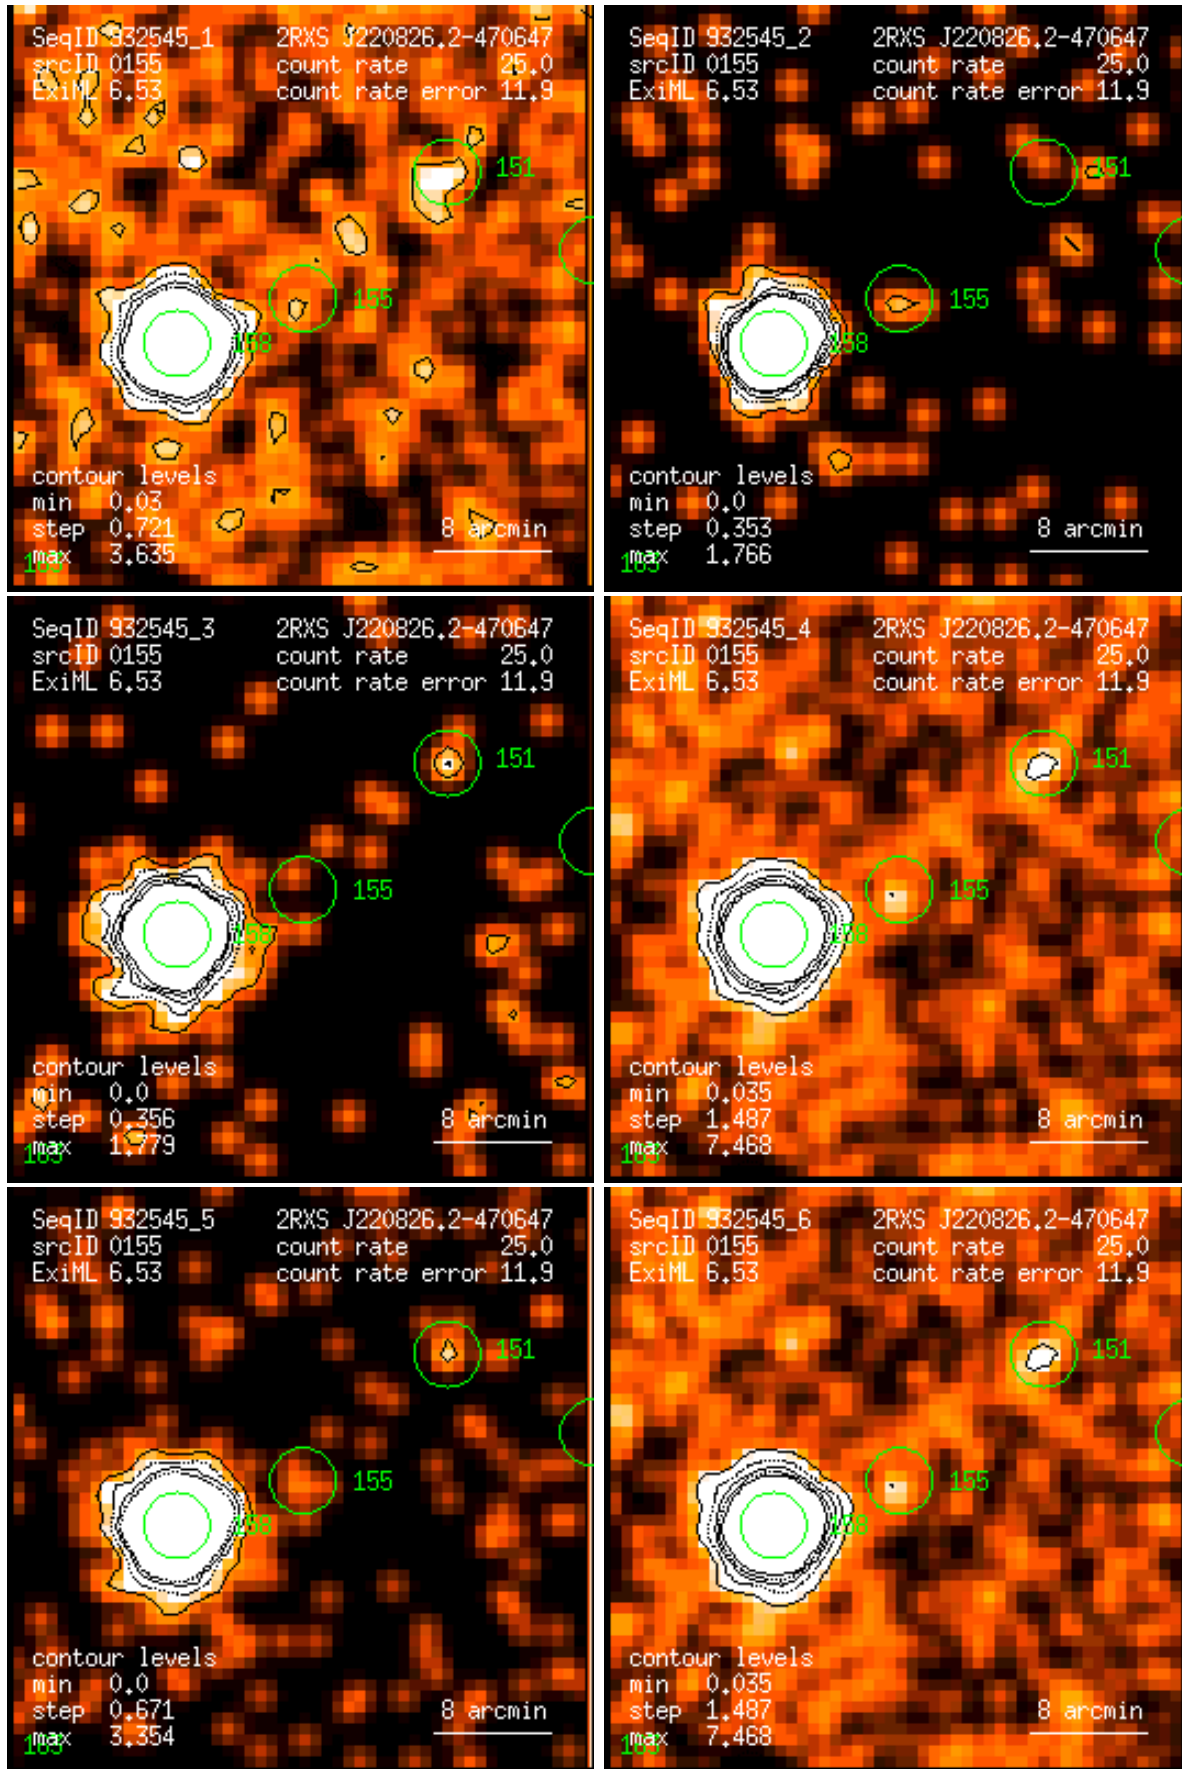 SeqID 932545_1 2RXS J220826.2-470647
srcID 0155 count rate 25.0
ExiML 6.53 count rate error 11.9
151
155
158
contour levels
min 0.03
step 0.721 8 arcmin
max 3.635
SeqID 932545_2 2RXS J220826.2-470647
srcID 0155 count rate 25.0
ExiML 6.53 count rate error 11.9
151
155
158
contour levels
min 0.0
step 0.353 8 arcmin
max 1.766
SeqID 932545_3 2RXS J220826.2-470647
srcID 0155 count rate 25.0
ExiML 6.53 count rate error 11.9
151
155
158
contour levels
min 0.0
step 0.356 8 arcmin
max 1.779
SeqID 932545_4 2RXS J220826.2-470647
srcID 0155 count rate 25.0
ExiML 6.53 count rate error 11.9
151
155
158
contour levels
min 0.035
step 1.487 8 arcmin
max 7.468
SeqID 932545_5 2RXS J220826.2-470647
srcID 0155 count rate 25.0
ExiML 6.53 count rate error 11.9
151
155
158
contour levels
min 0.0
step 0.671 8 arcmin
max 3.354
SeqID 932545_6 2RXS J220826.2-470647
srcID 0155 count rate 25.0
ExiML 6.53 count rate error 11.9
151
155
158
contour levels
min 0.035
step 1.487 8 arcmin
max 7.468